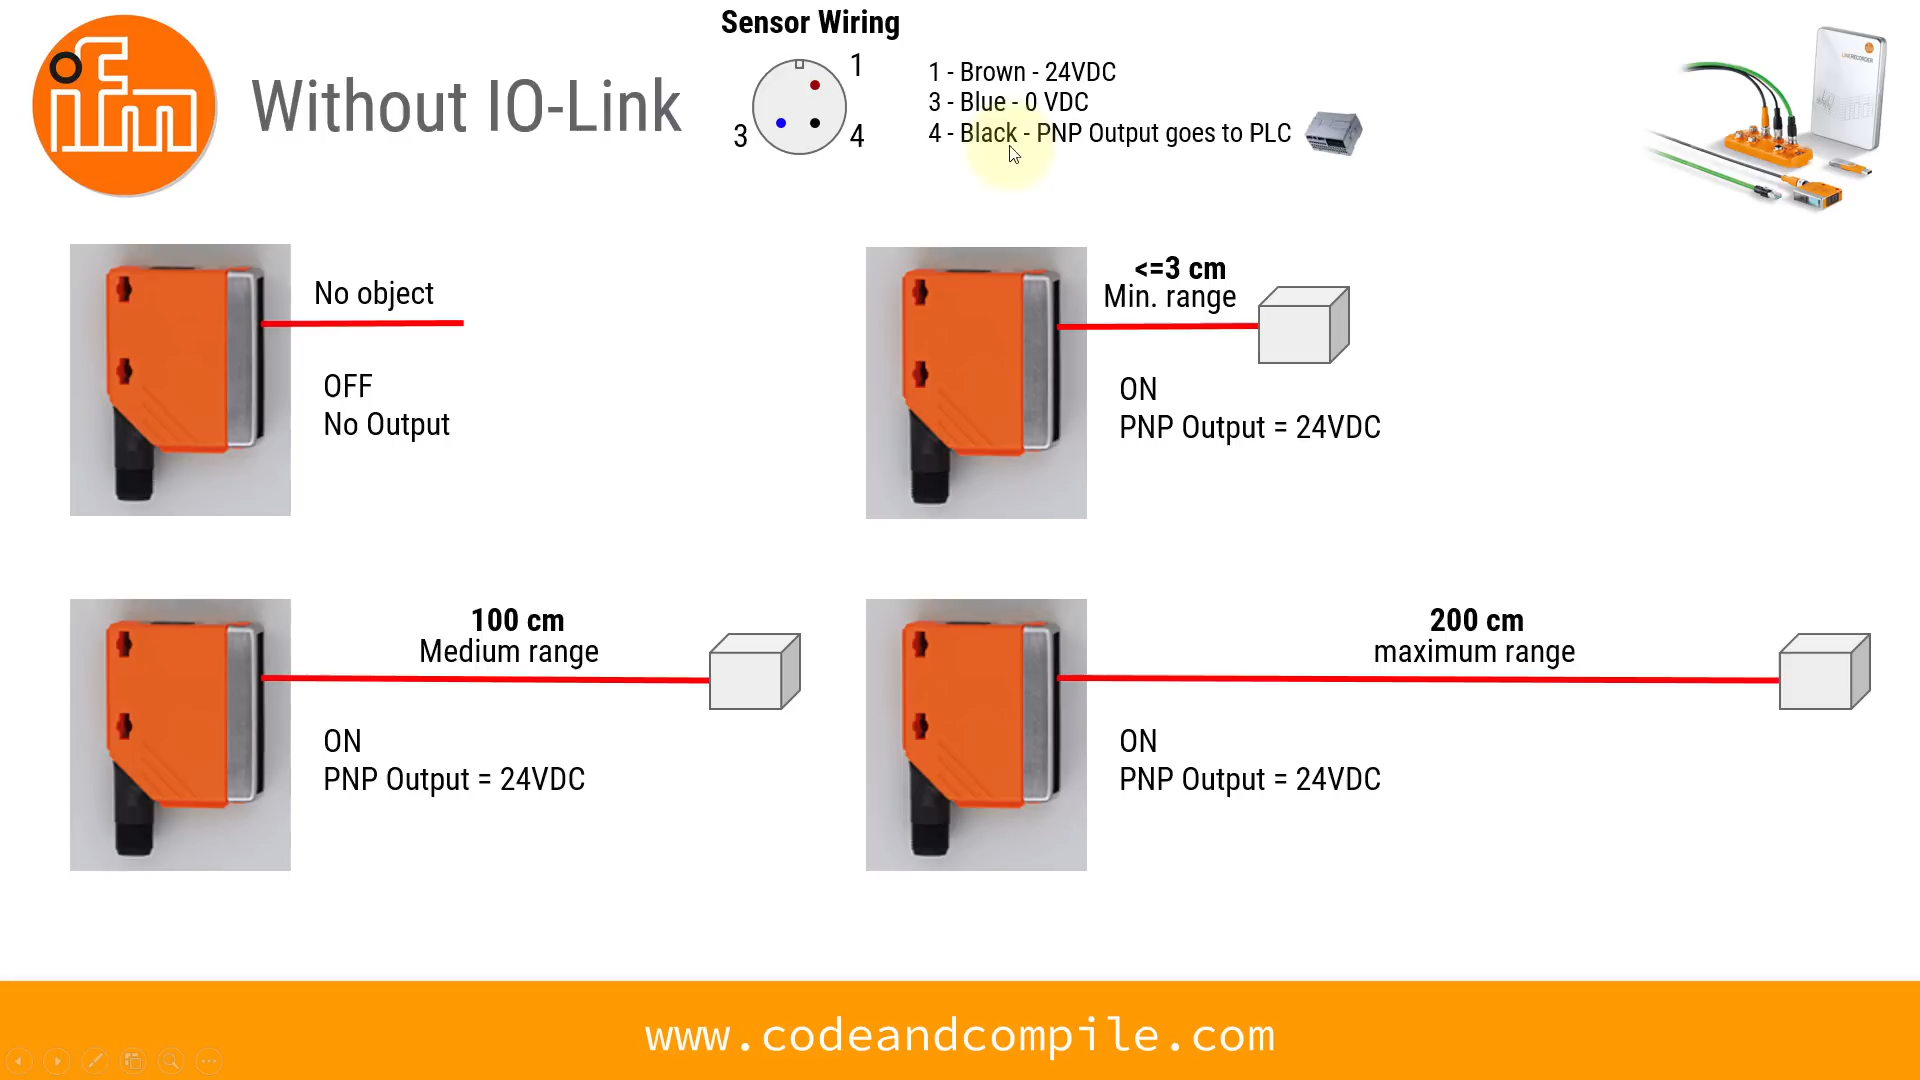 ifm
Without IO-Link
Sensor Wiring
1
3
4
1 - Brown - 24VDC
3 - Blue - 0 VDC
4 - Black - PNP Output goes to PLC
No object
OFF
No Output
<=3 cm
Min. range
ON
PNP Output = 24VDC
100 cm
Medium range
ON
PNP Output = 24VDC
200 cm
maximum range
ON
PNP Output = 24VDC
www.codeandcompile.com